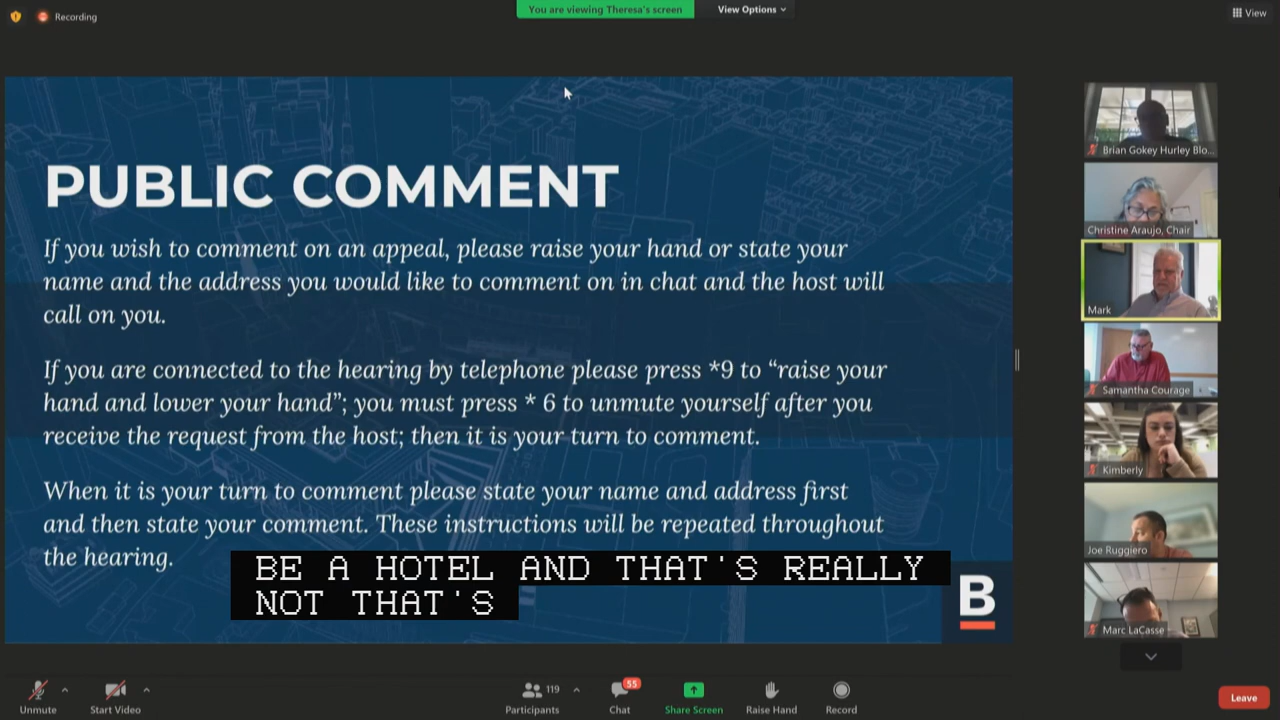 Recording
You are viewing Theresa's screen
View Options
View
PUBLIC COMMENT
If you wish to comment on an appeal, please raise your hand or state your
name and the address you would like to comment on in chat and the host will
call on you.
If you are connected to the hearing by telephone please press *9 to “raise your
hand and lower your hand”; you must press * 6 to unmute yourself after you
receive the request from the host; then it is your turn to comment.
When it is your turn to comment please state your name and address first
and then state your comment. These instructions will be repeated throughout
the hearing.
BE A HOTEL AND THAT'S REALLY
NOT THAT'S
B
Brian Gokey Hurley Blo...
Christine Araujo, Chair
Mark
Samantha Courage
Kimberly
Joe Ruggiero
Marc LaCasse -
Unmute
Start Video
119
Participants
55
Chat
Share Screen
Raise Hand
Record
Leave